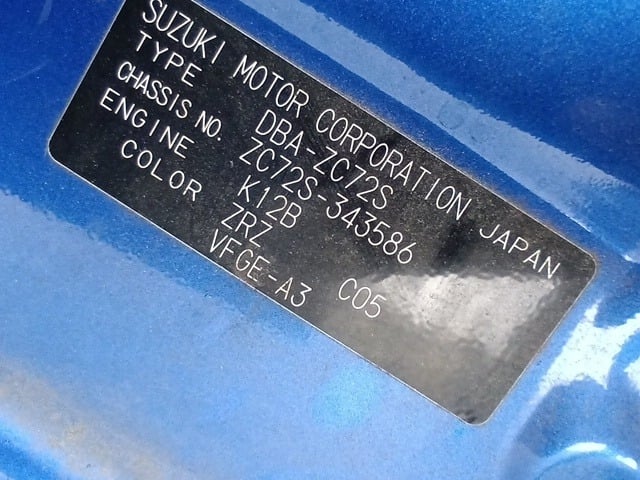 SUZUKI MOTOR CORPORATION JAPAN
TYPE DBA-ZC72S
CHASSIS NO. ZC72S-343586
ENGINE K12B
COLOR ZRZ
VFGE-A3 C05